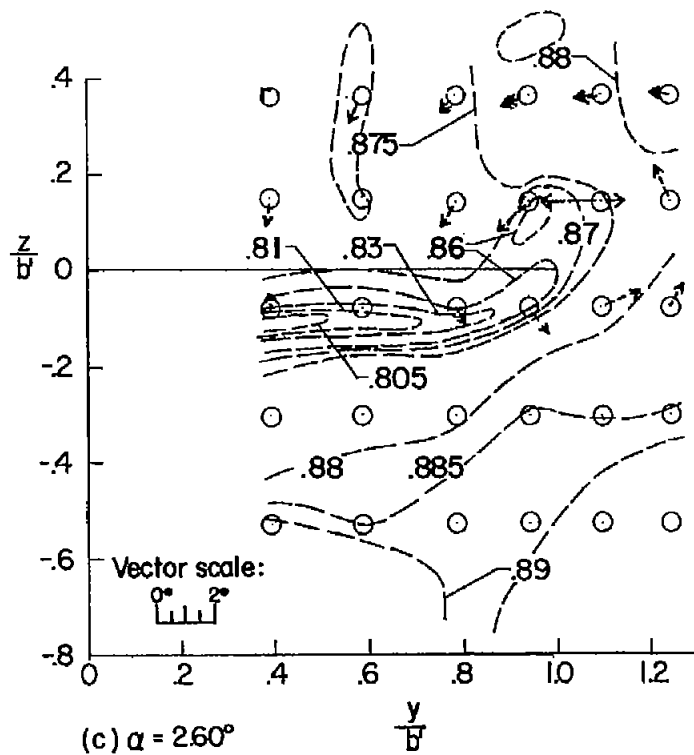 .4
.88
.875
.2
z
b'
.81
.83
.86
.87
0
-.2
.805
.88
.885
-.4
-.6
.89
Vector scale:
0° 2°
-.8
0 .2 .4 .6 .8 1.0 1.2
y
b'
(c) α = 2.60°